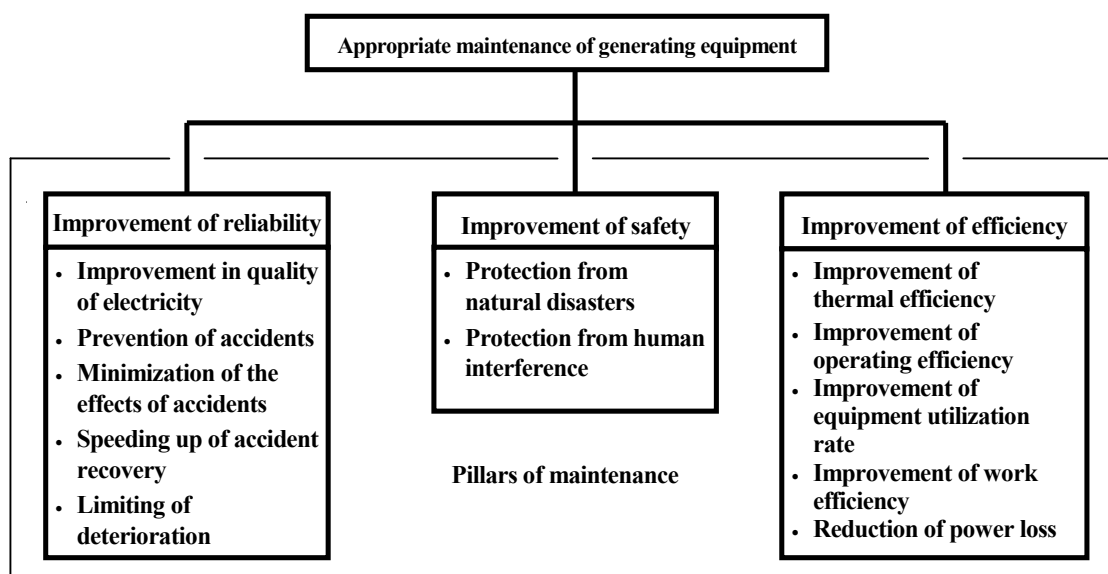 Appropriate maintenance of generating equipment
Improvement of reliability
• Improvement in quality
of electricity
• Prevention of accidents
• Minimization of the
effects of accidents
• Speeding up of accident
recovery
• Limiting of
deterioration
Improvement of safety
• Protection from
natural disasters
• Protection from human
interference
Pillars of maintenance
Improvement of efficiency
• Improvement of
thermal efficiency
• Improvement of
operating efficiency
• Improvement of
equipment utilization
rate
• Improvement of work
efficiency
• Reduction of power loss